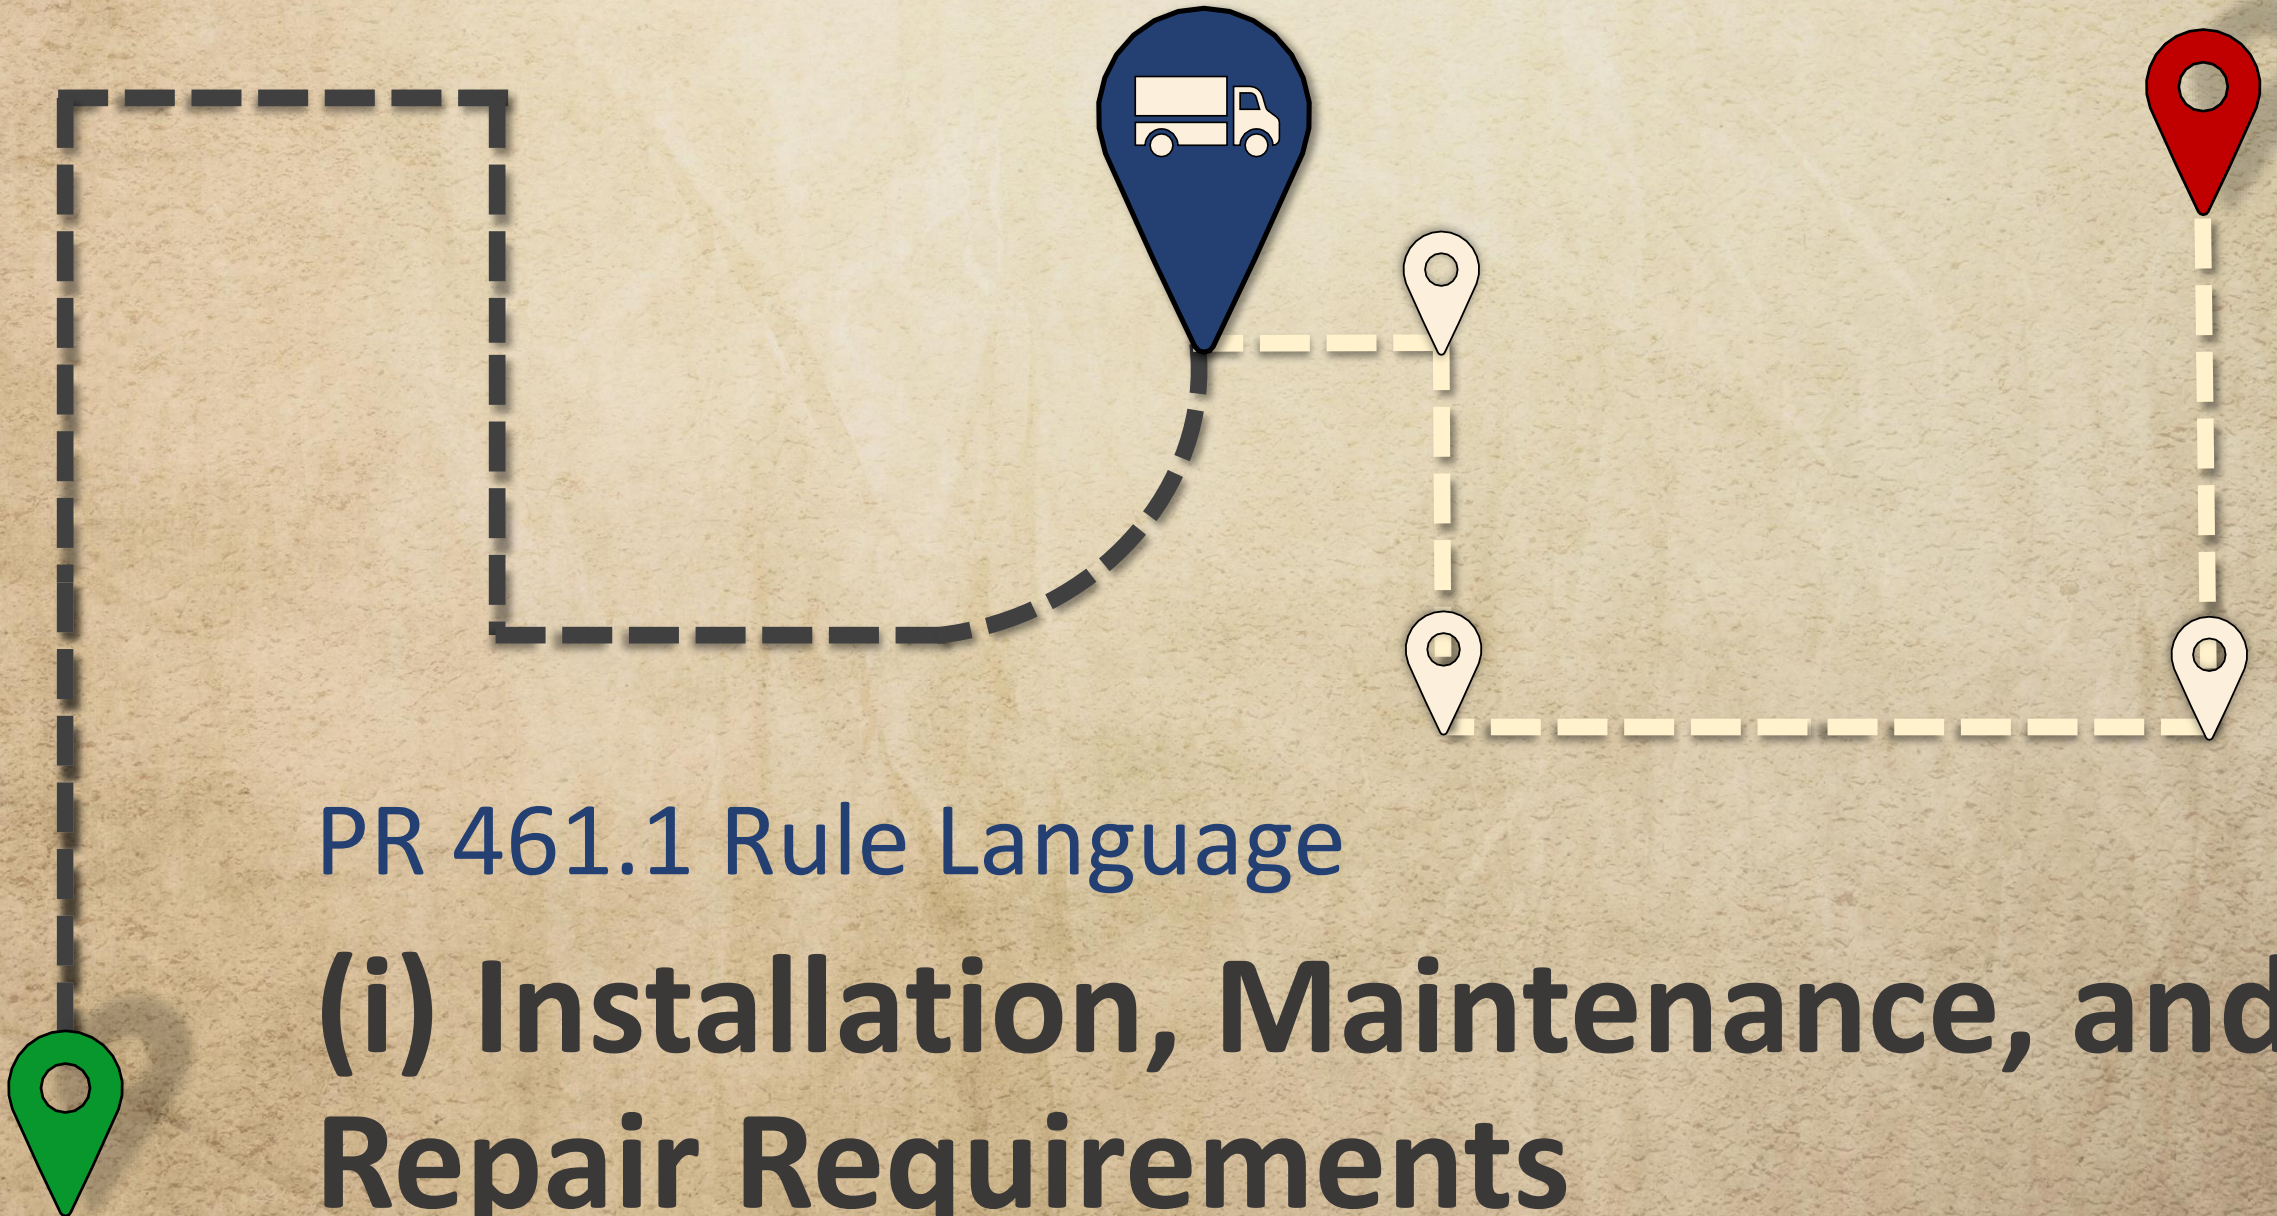 PR 461.1 Rule Language
(i) Installation, Maintenance, and
Repair Requirements